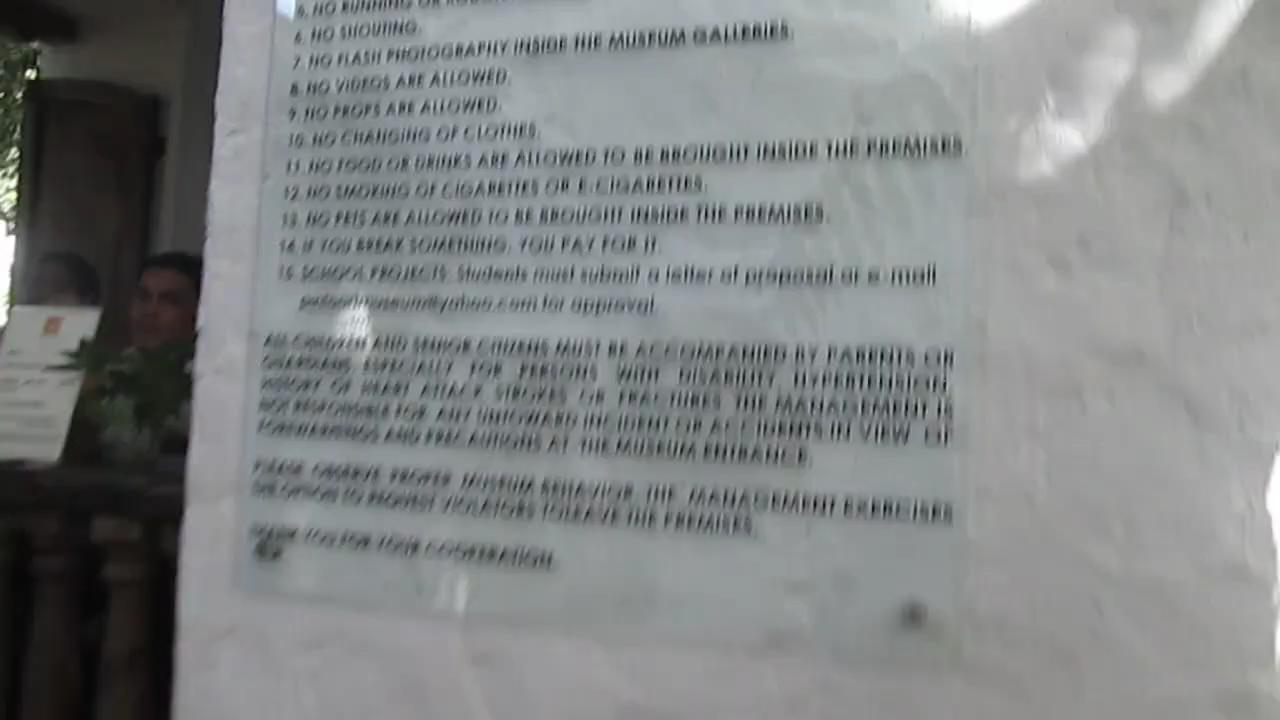 5. NO RUNNING OR
6. NO SHOUTING.
7. NO FLASH PHOTOGRAPHY INSIDE THE MUSEUM GALLERIES.
8. NO VIDEOS ARE ALLOWED.
9. NO PROPS ARE ALLOWED.
10. NO CHANGING OF CLOTHES.
11. NO FOOD OR DRINKS ARE ALLOWED TO BE BROUGHT INSIDE THE PREMISES.
12. NO SMOKING OF CIGARETTES OR E-CIGARETTES.
13. NO PETS ARE ALLOWED TO BE BROUGHT INSIDE THE PREMISES.
14. IF YOU BREAK SOMETHING, YOU PAY FOR IT.
15. SCHOOL PROJECTS: Students must submit a letter of proposal or e-mail
for approval.
ALL CHILDREN AND SENIOR CITIZENS MUST BE ACCOMPANIED BY PARENTS OR
GUARDIANS ESPECIALLY FOR PERSONS WITH DISABILITY, HYPERTENSION,
HISTORY OF HEART ATTACK, STROKES OR FRACTURES. THE MANAGEMENT IS
NOT RESPONSIBLE FOR ANY UNTOWARD INCIDENT OR ACCIDENTS IN VIEW OF
FOREWARNINGS AND PRECAUTIONS AT THE MUSEUM ENTRANCE.
PLEASE OBSERVE PROPER MUSEUM BEHAVIOR. THE MANAGEMENT EXERCISES
THE OPTION TO REQUEST VIOLATORS TO LEAVE THE PREMISES.
THANK YOU FOR YOUR COOPERATION.